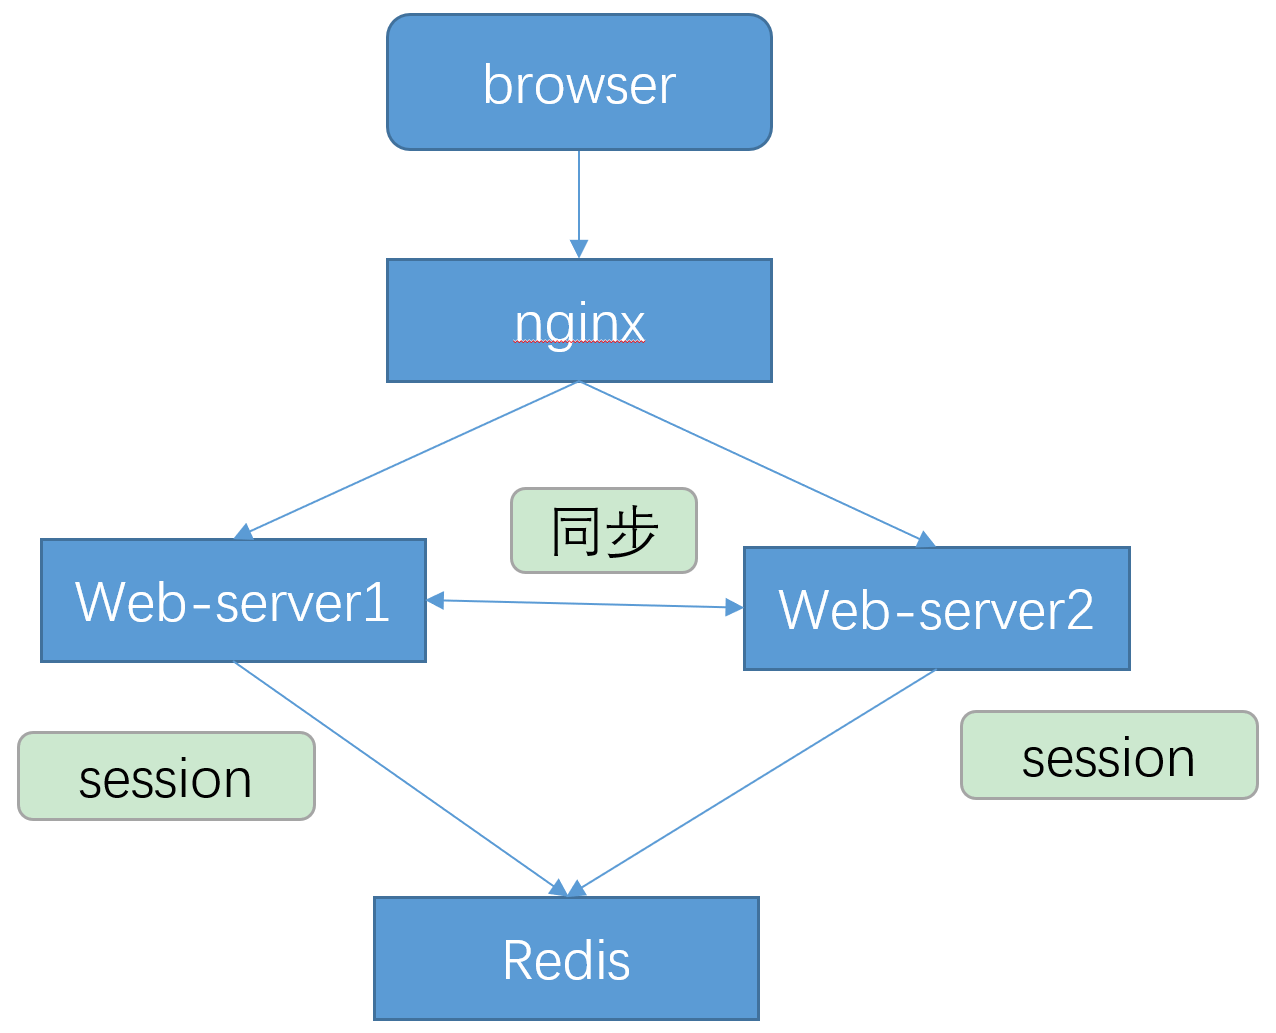 browser
nginx
同步
Web-server1
Web-server2
session
session
Redis